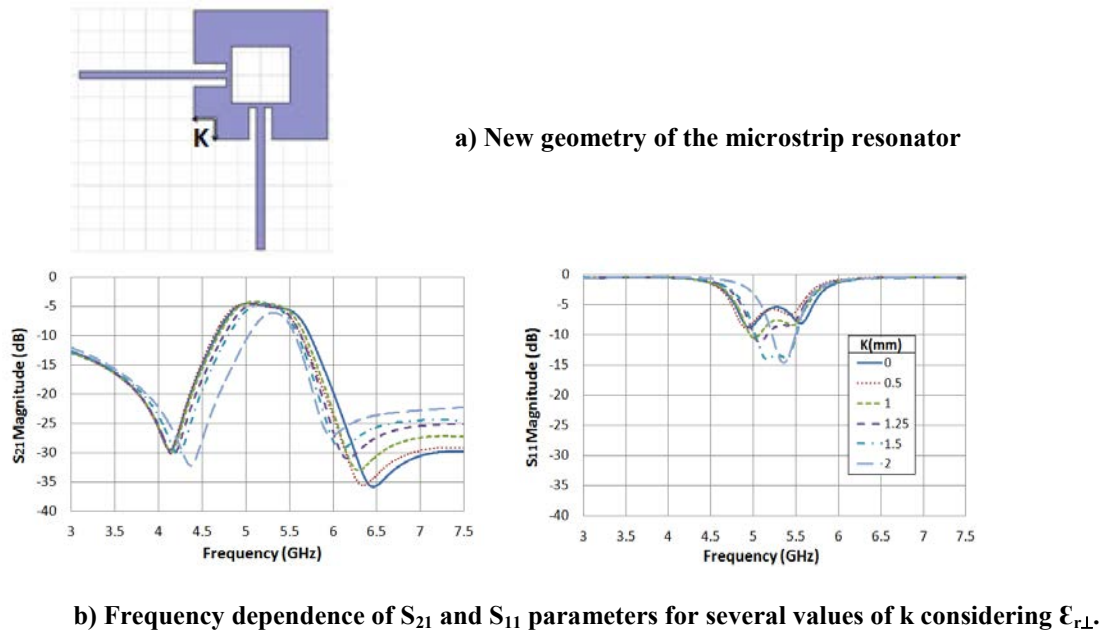 K
a) New geometry of the microstrip resonator
0
-5
-10
-15
-20
-25
-30
-35
-40
3 3.5 4 4.5 5 5.5 6 6.5 7 7.5
S21 Magnitude (dB)
Frequency (GHz)
0
-5
-10
-15
-20
-25
-30
-35
-40
3 3.5 4 4.5 5 5.5 6 6.5 7 7.5
S11 Magnitude (dB)
Frequency (GHz)
K(mm)
0
0.5
1
1.25
1.5
2
b) Frequency dependence of S21 and S11 parameters for several values of k considering Ɛr⊥.